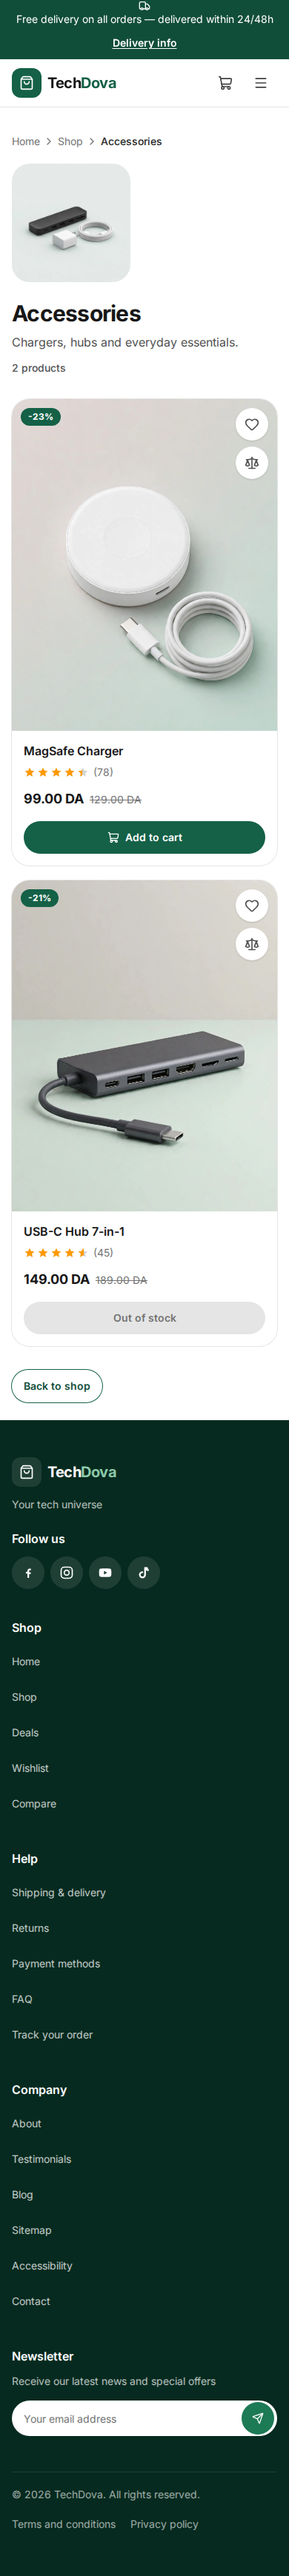 Free delivery on all orders — delivered within 24/48h
Delivery info
TechDova
Home > Shop > Accessories
Accessories
Chargers, hubs and everyday essentials.
2 products
-23%
MagSafe Charger
(78)
99.00 DA 129.00 DA
Add to cart
-21%
USB-C Hub 7-in-1
(45)
149.00 DA 189.00 DA
Out of stock
Back to shop
TechDova
Your tech universe
Follow us
Shop
Home
Shop
Deals
Wishlist
Compare
Help
Shipping & delivery
Returns
Payment methods
FAQ
Track your order
Company
About
Testimonials
Blog
Sitemap
Accessibility
Contact
Newsletter
Receive our latest news and special offers
Your email address
© 2026 TechDova. All rights reserved.
Terms and conditions Privacy policy